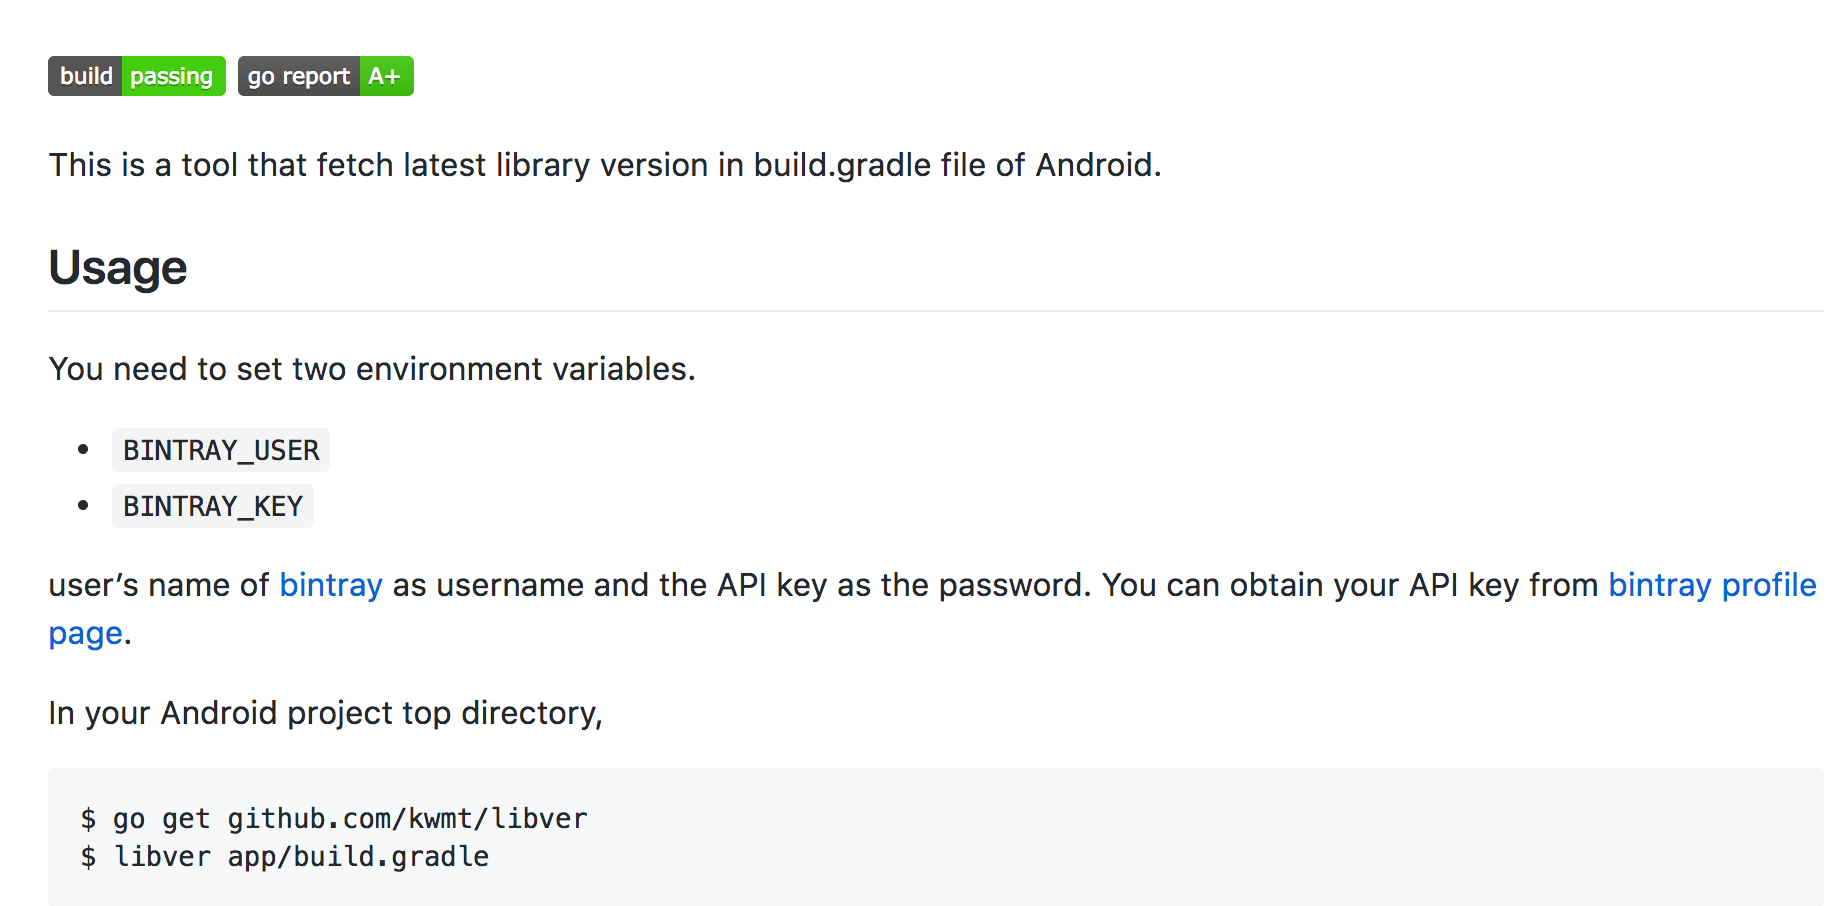 build passing go report A+
This is a tool that fetch latest library version in build.gradle file of Android.
Usage
You need to set two environment variables.
• BINTRAY_USER
• BINTRAY_KEY
user’s name of bintray as username and the API key as the password. You can obtain your API key from bintray profile
page.
In your Android project top directory,
$ go get github.com/kwmt/libver
$ libver app/build.gradle